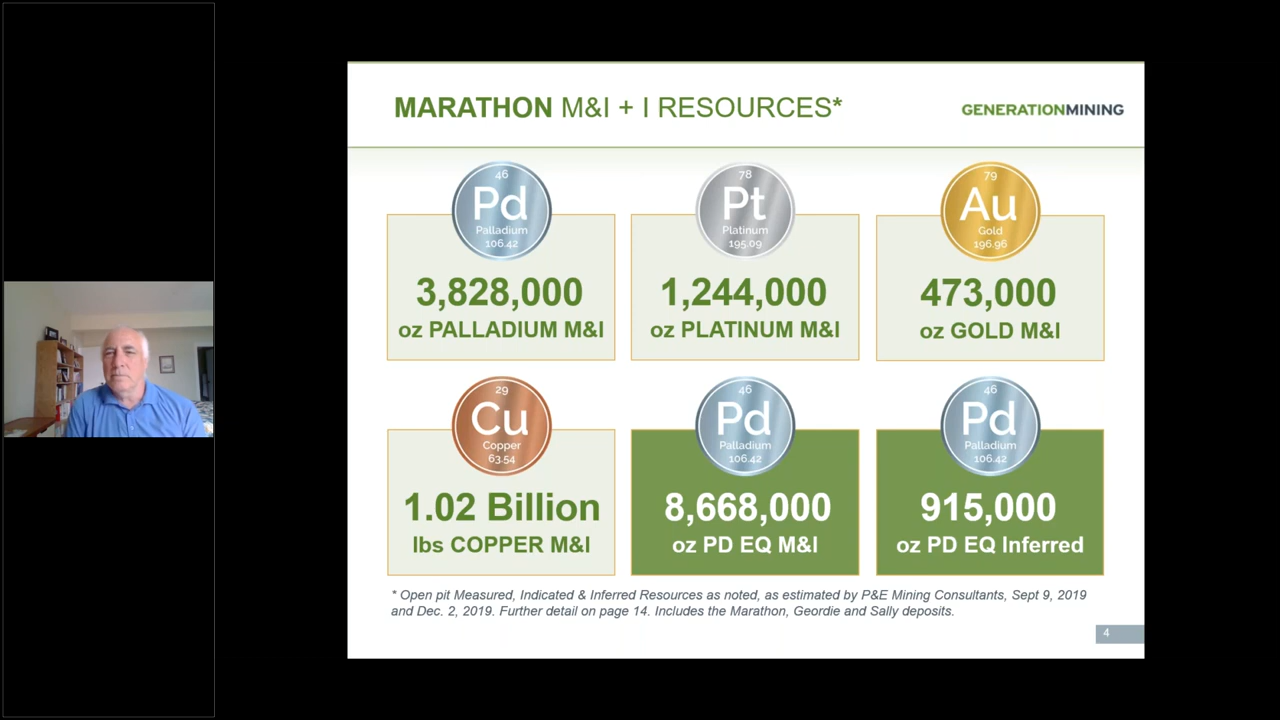 MARATHON M&I + I RESOURCES*
GENERATIONMINING
46
Pd
Palladium
106.42
3,828,000
oz PALLADIUM M&I
78
Pt
Platinum
195.09
1,244,000
oz PLATINUM M&I
79
Au
Gold
196.96
473,000
oz GOLD M&I
29
Cu
Copper
63.54
1.02 Billion
lbs COPPER M&I
46
Pd
Palladium
106.42
8,668,000
oz PD EQ M&I
46
Pd
Palladium
106.42
915,000
oz PD EQ Inferred
* Open pit Measured, Indicated & Inferred Resources as noted, as estimated by P&E Mining Consultants, Sept 9, 2019
and Dec. 2, 2019. Further detail on page 14. Includes the Marathon, Geordie and Sally deposits.
4